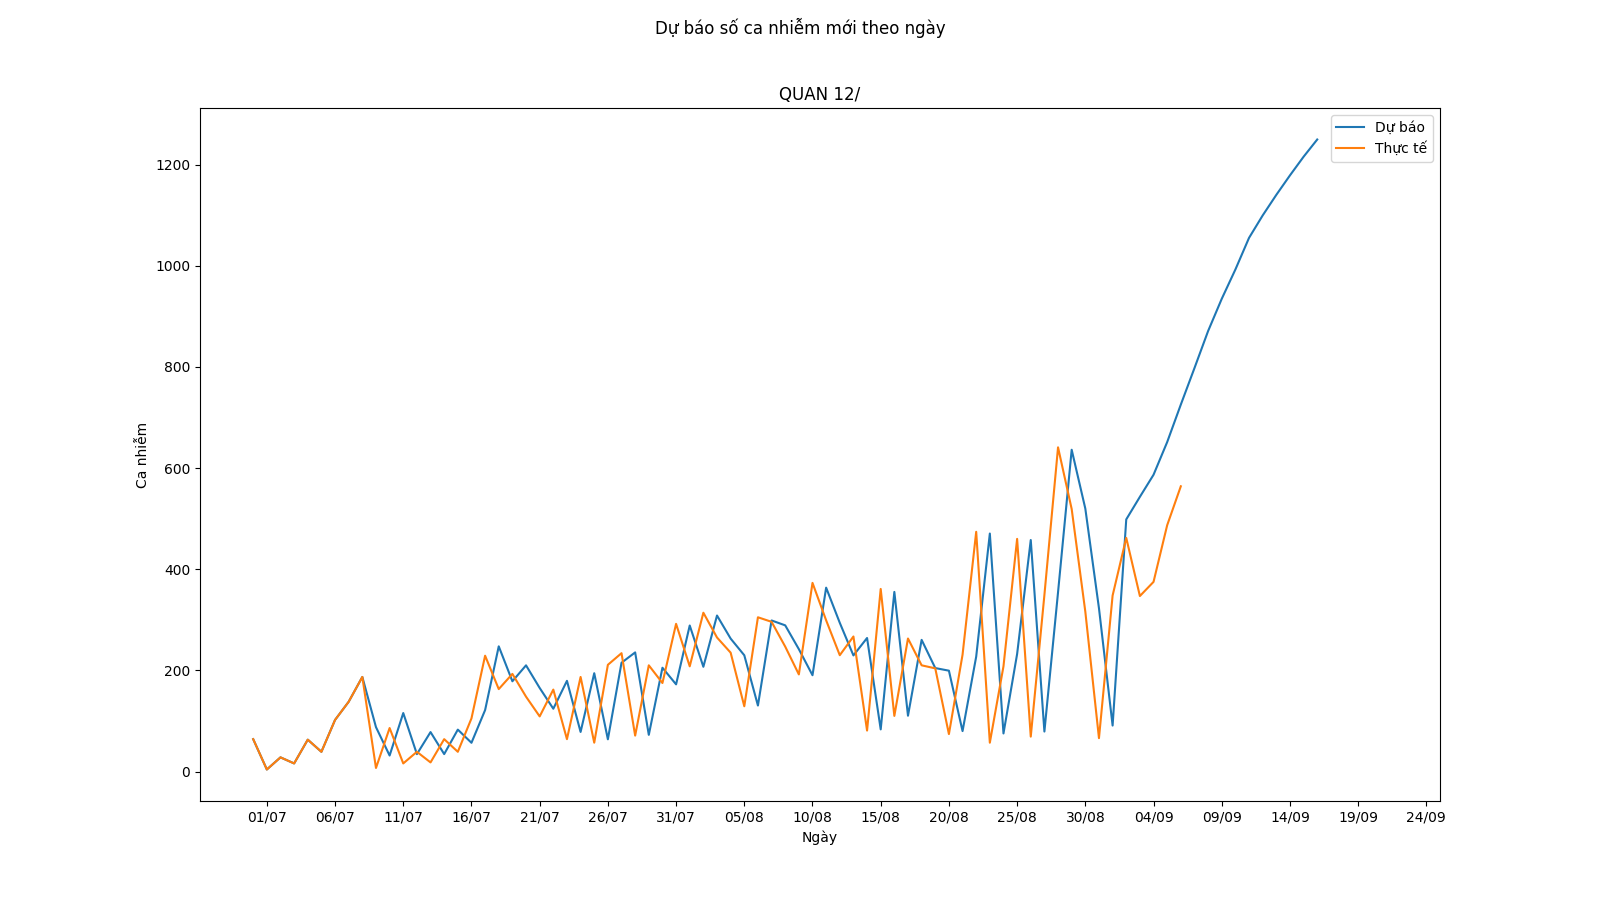 Dự báo số ca nhiễm mới theo ngày
QUAN 12/
Dự báo
Thực tế
1200
1000
800
600
400
200
0
Ca nhiễm
01/07 06/07 11/07 16/07 21/07 26/07 31/07 05/08 10/08 15/08 20/08 25/08 30/08 04/09 09/09 14/09 19/09 24/09
Ngày